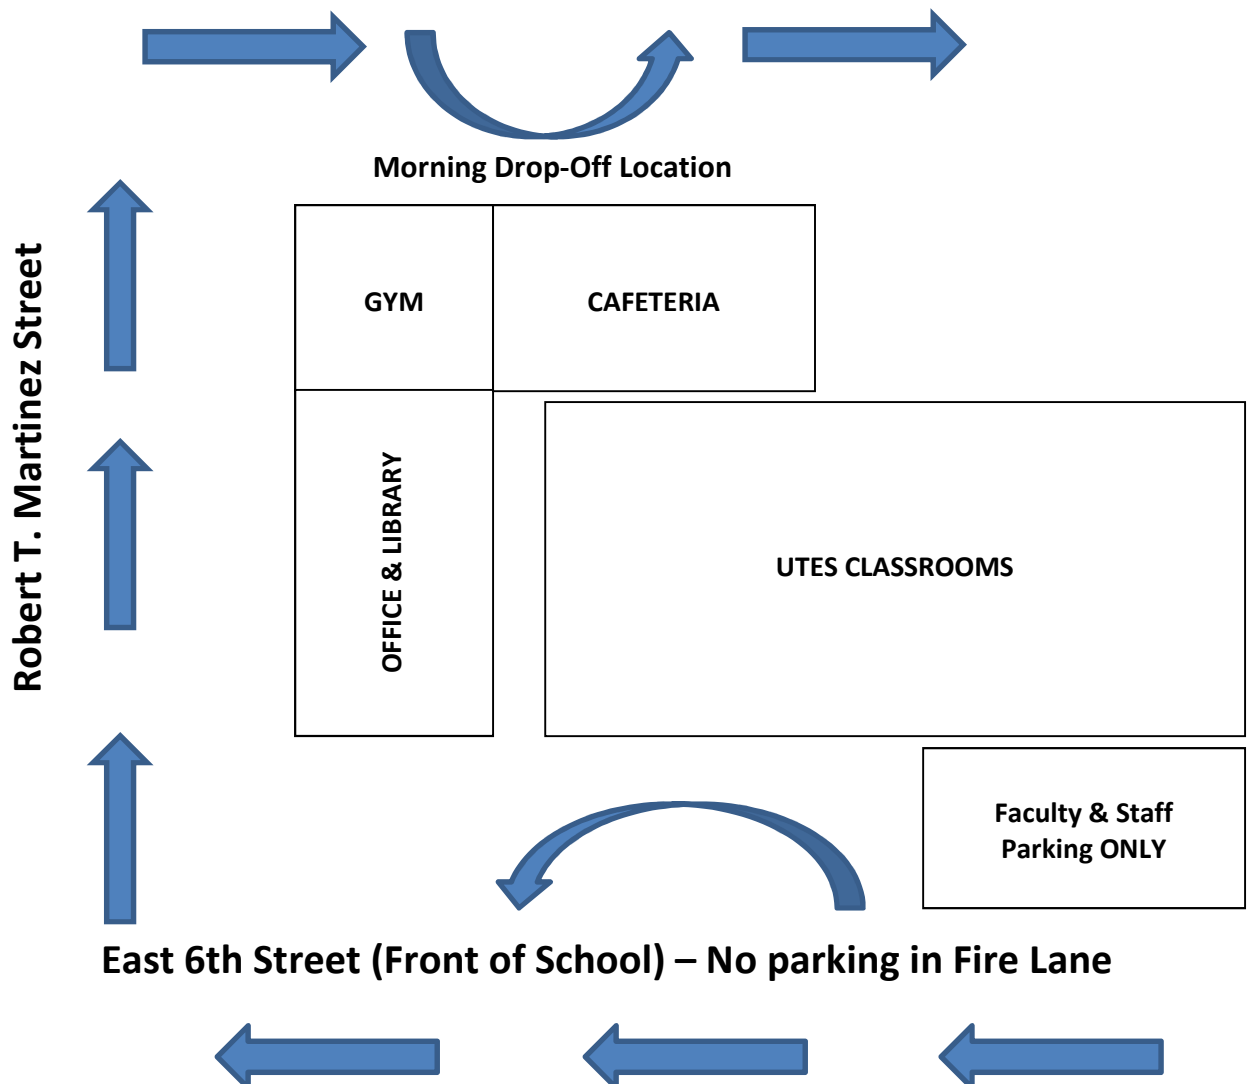 Morning Drop-Off Location
GYM
CAFETERIA
Robert T. Martinez Street
OFFICE & LIBRARY
UTES CLASSROOMS
Faculty & Staff
Parking ONLY
East 6th Street (Front of School) – No parking in Fire Lane